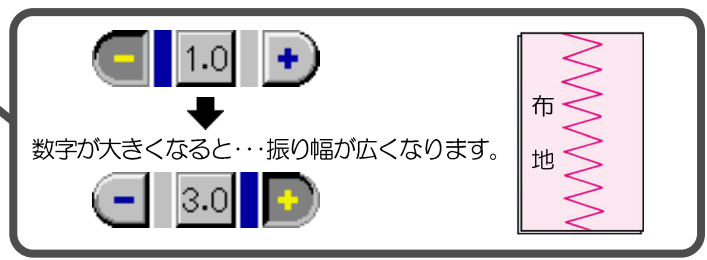 - 1.0 +
数字が大きくなると・・・振り幅が広くなります。
- 3.0 +
布
地